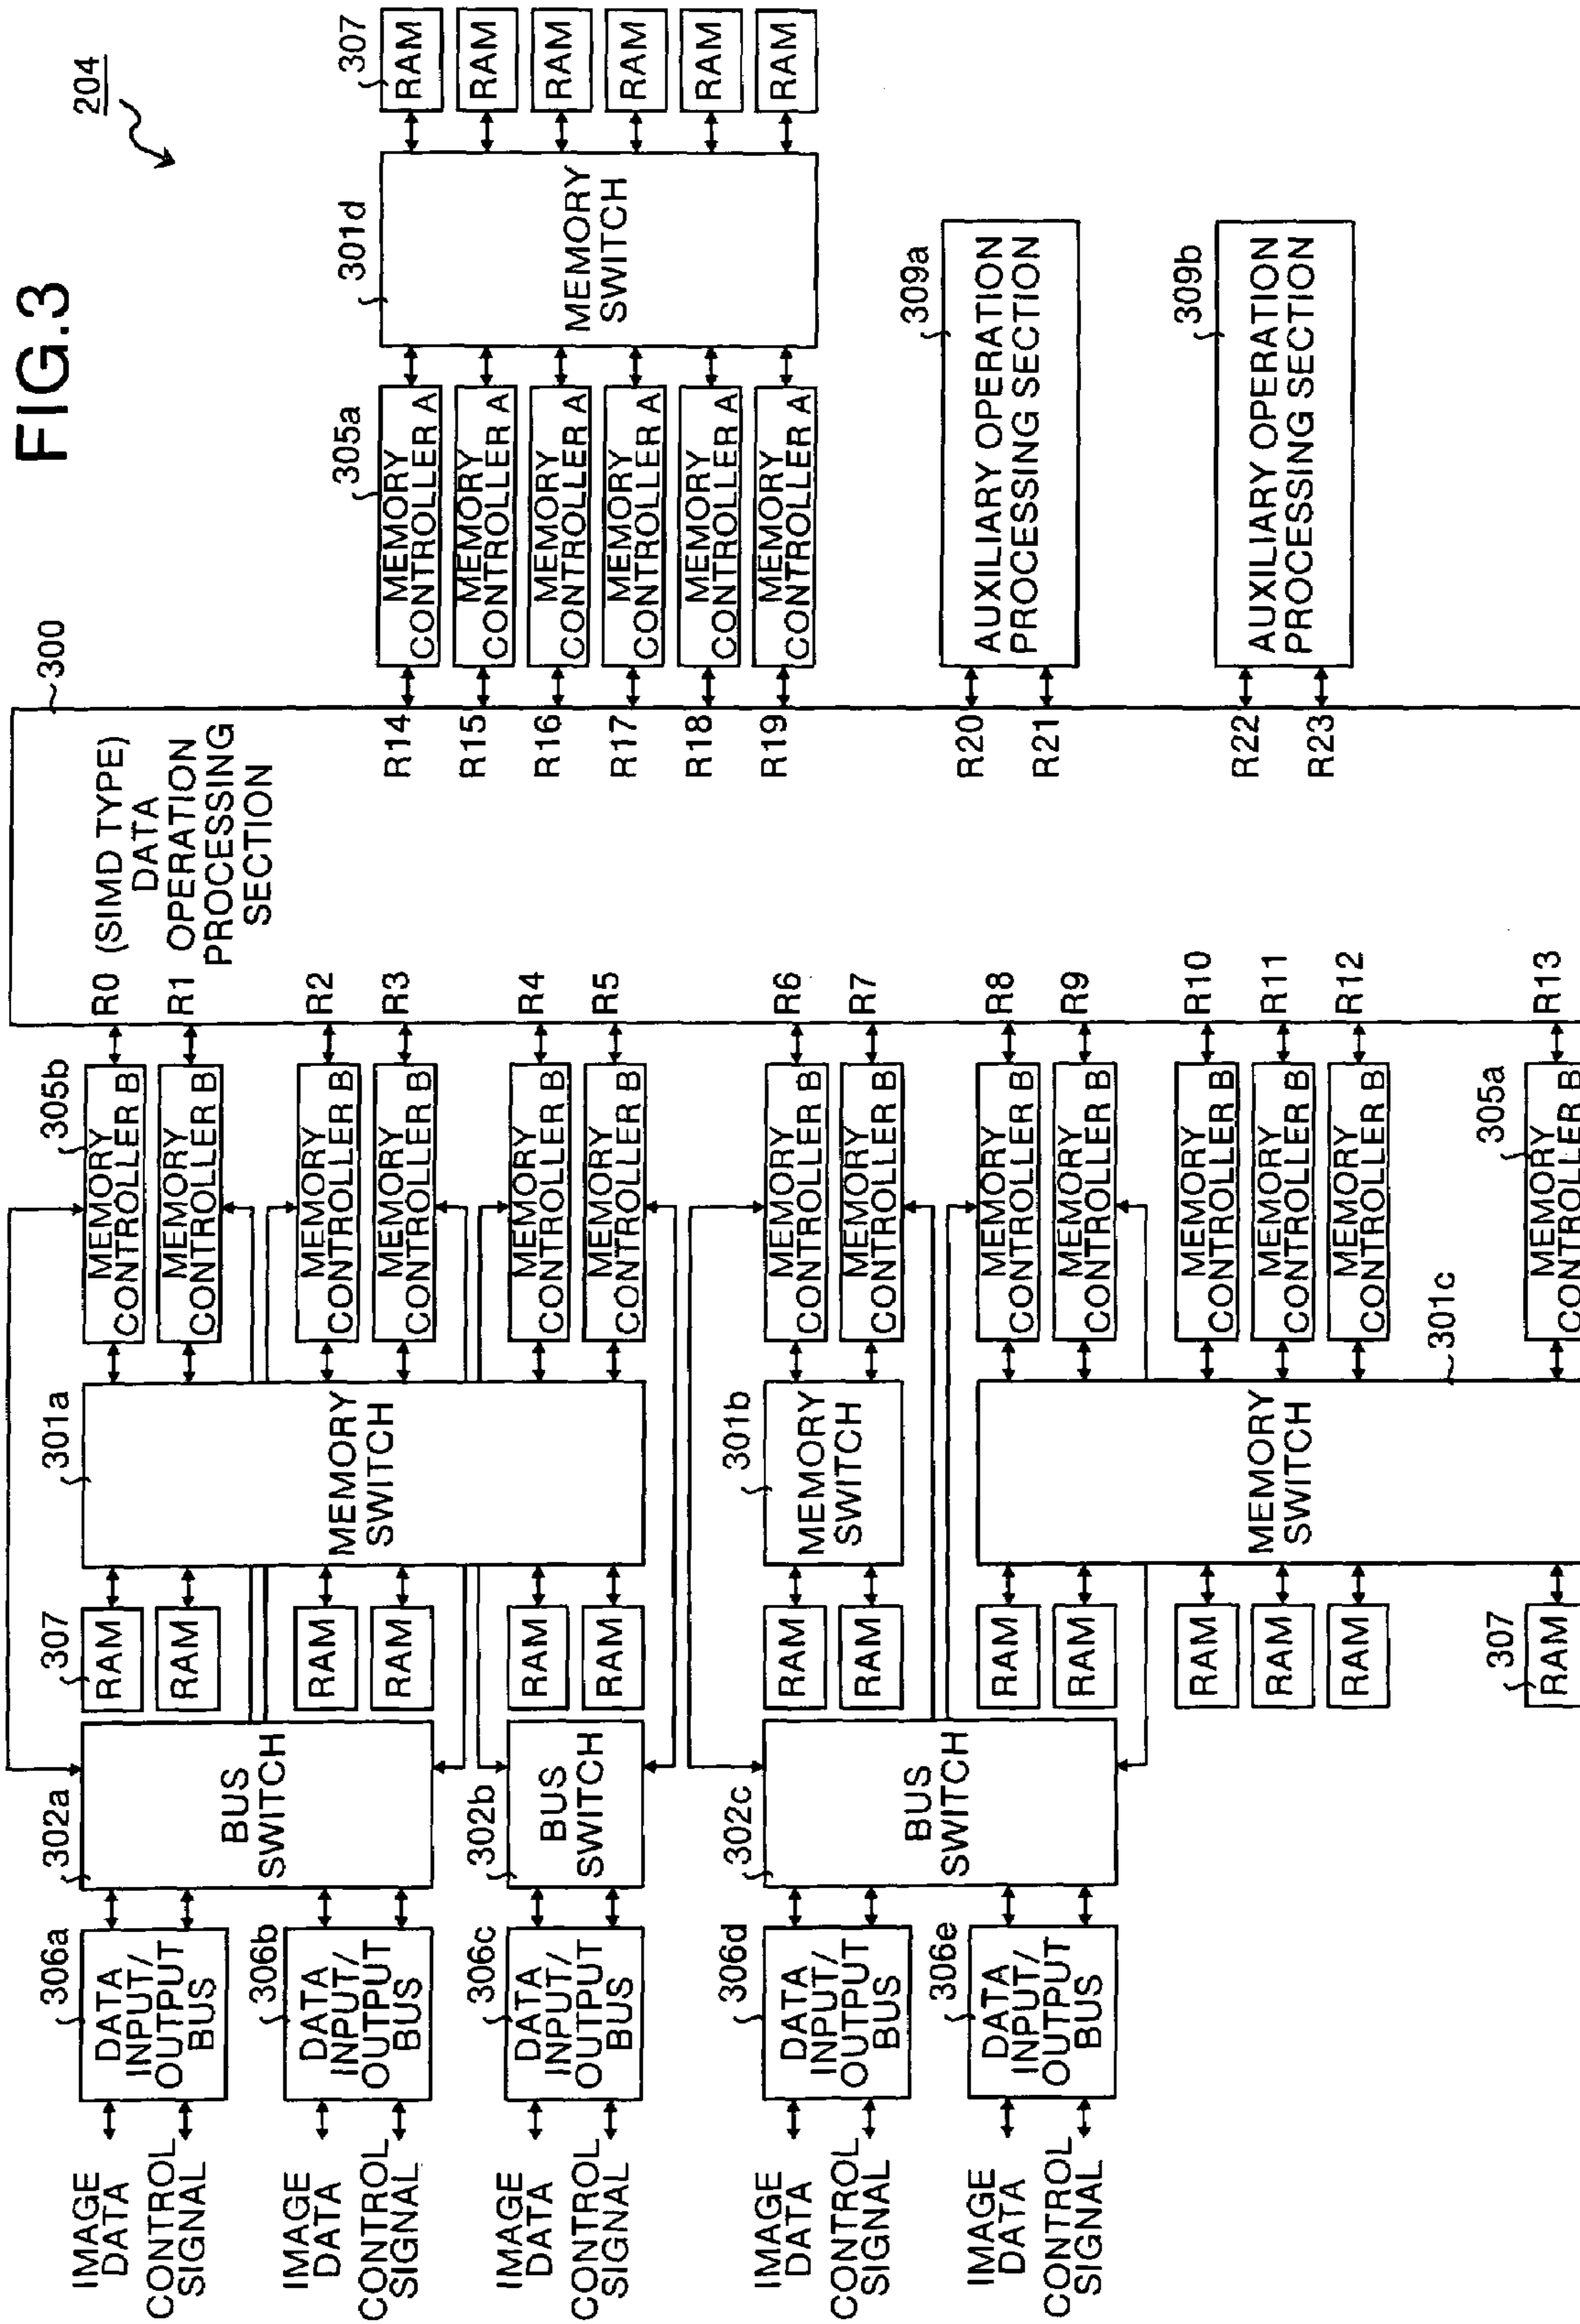 FIG.3
204
300
R0 (SIMD TYPE)
DATA
R1 OPERATION
PROCESSING
SECTION
R2
R3
R4
R5
R6
R7
R8
R9
R10
R11
R12
R13
R14
R15
R16
R17
R18
R19
R20
R21
R22
R23
IMAGE
DATA
CONTROL
SIGNAL
306a
DATA
INPUT/
OUTPUT
BUS
302a
BUS
SWITCH
307
RAM
RAM
301a
MEMORY
SWITCH
305b
MEMORY
CONTROLLER B
MEMORY
CONTROLLER B
IMAGE
DATA
CONTROL
SIGNAL
306b
DATA
INPUT/
OUTPUT
BUS
RAM
RAM
MEMORY
CONTROLLER B
MEMORY
CONTROLLER B
IMAGE
DATA
CONTROL
SIGNAL
306c
DATA
INPUT/
OUTPUT
BUS
302b
BUS
SWITCH
RAM
RAM
MEMORY
CONTROLLER B
MEMORY
CONTROLLER B
IMAGE
DATA
CONTROL
SIGNAL
306d
DATA
INPUT/
OUTPUT
BUS
302c
BUS
SWITCH
RAM
RAM
301b
MEMORY
SWITCH
MEMORY
CONTROLLER B
MEMORY
CONTROLLER B
IMAGE
DATA
CONTROL
SIGNAL
306e
DATA
INPUT/
OUTPUT
BUS
RAM
RAM
RAM
RAM
RAM
307
RAM
MEMORY
SWITCH
301c
MEMORY
CONTROLLER B
MEMORY
CONTROLLER B
MEMORY
CONTROLLER B
MEMORY
CONTROLLER B
MEMORY
CONTROLLER B
305a
MEMORY
CONTROLLER B
305a
MEMORY
CONTROLLER A
MEMORY
CONTROLLER A
MEMORY
CONTROLLER A
MEMORY
CONTROLLER A
MEMORY
CONTROLLER A
MEMORY
CONTROLLER A
301d
MEMORY
SWITCH
307
RAM
RAM
RAM
RAM
RAM
RAM
309a
AUXILIARY OPERATION
PROCESSING SECTION
309b
AUXILIARY OPERATION
PROCESSING SECTION